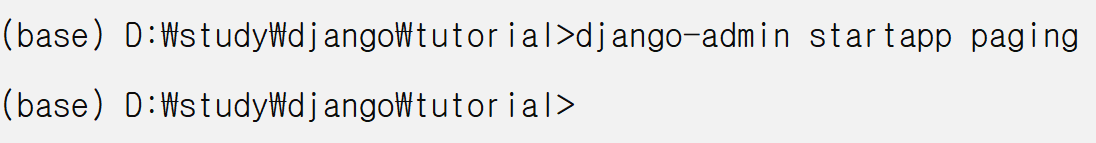 (base) D:₩study₩django₩tutorial>django-admin startapp paging
(base) D:₩study₩django₩tutorial>